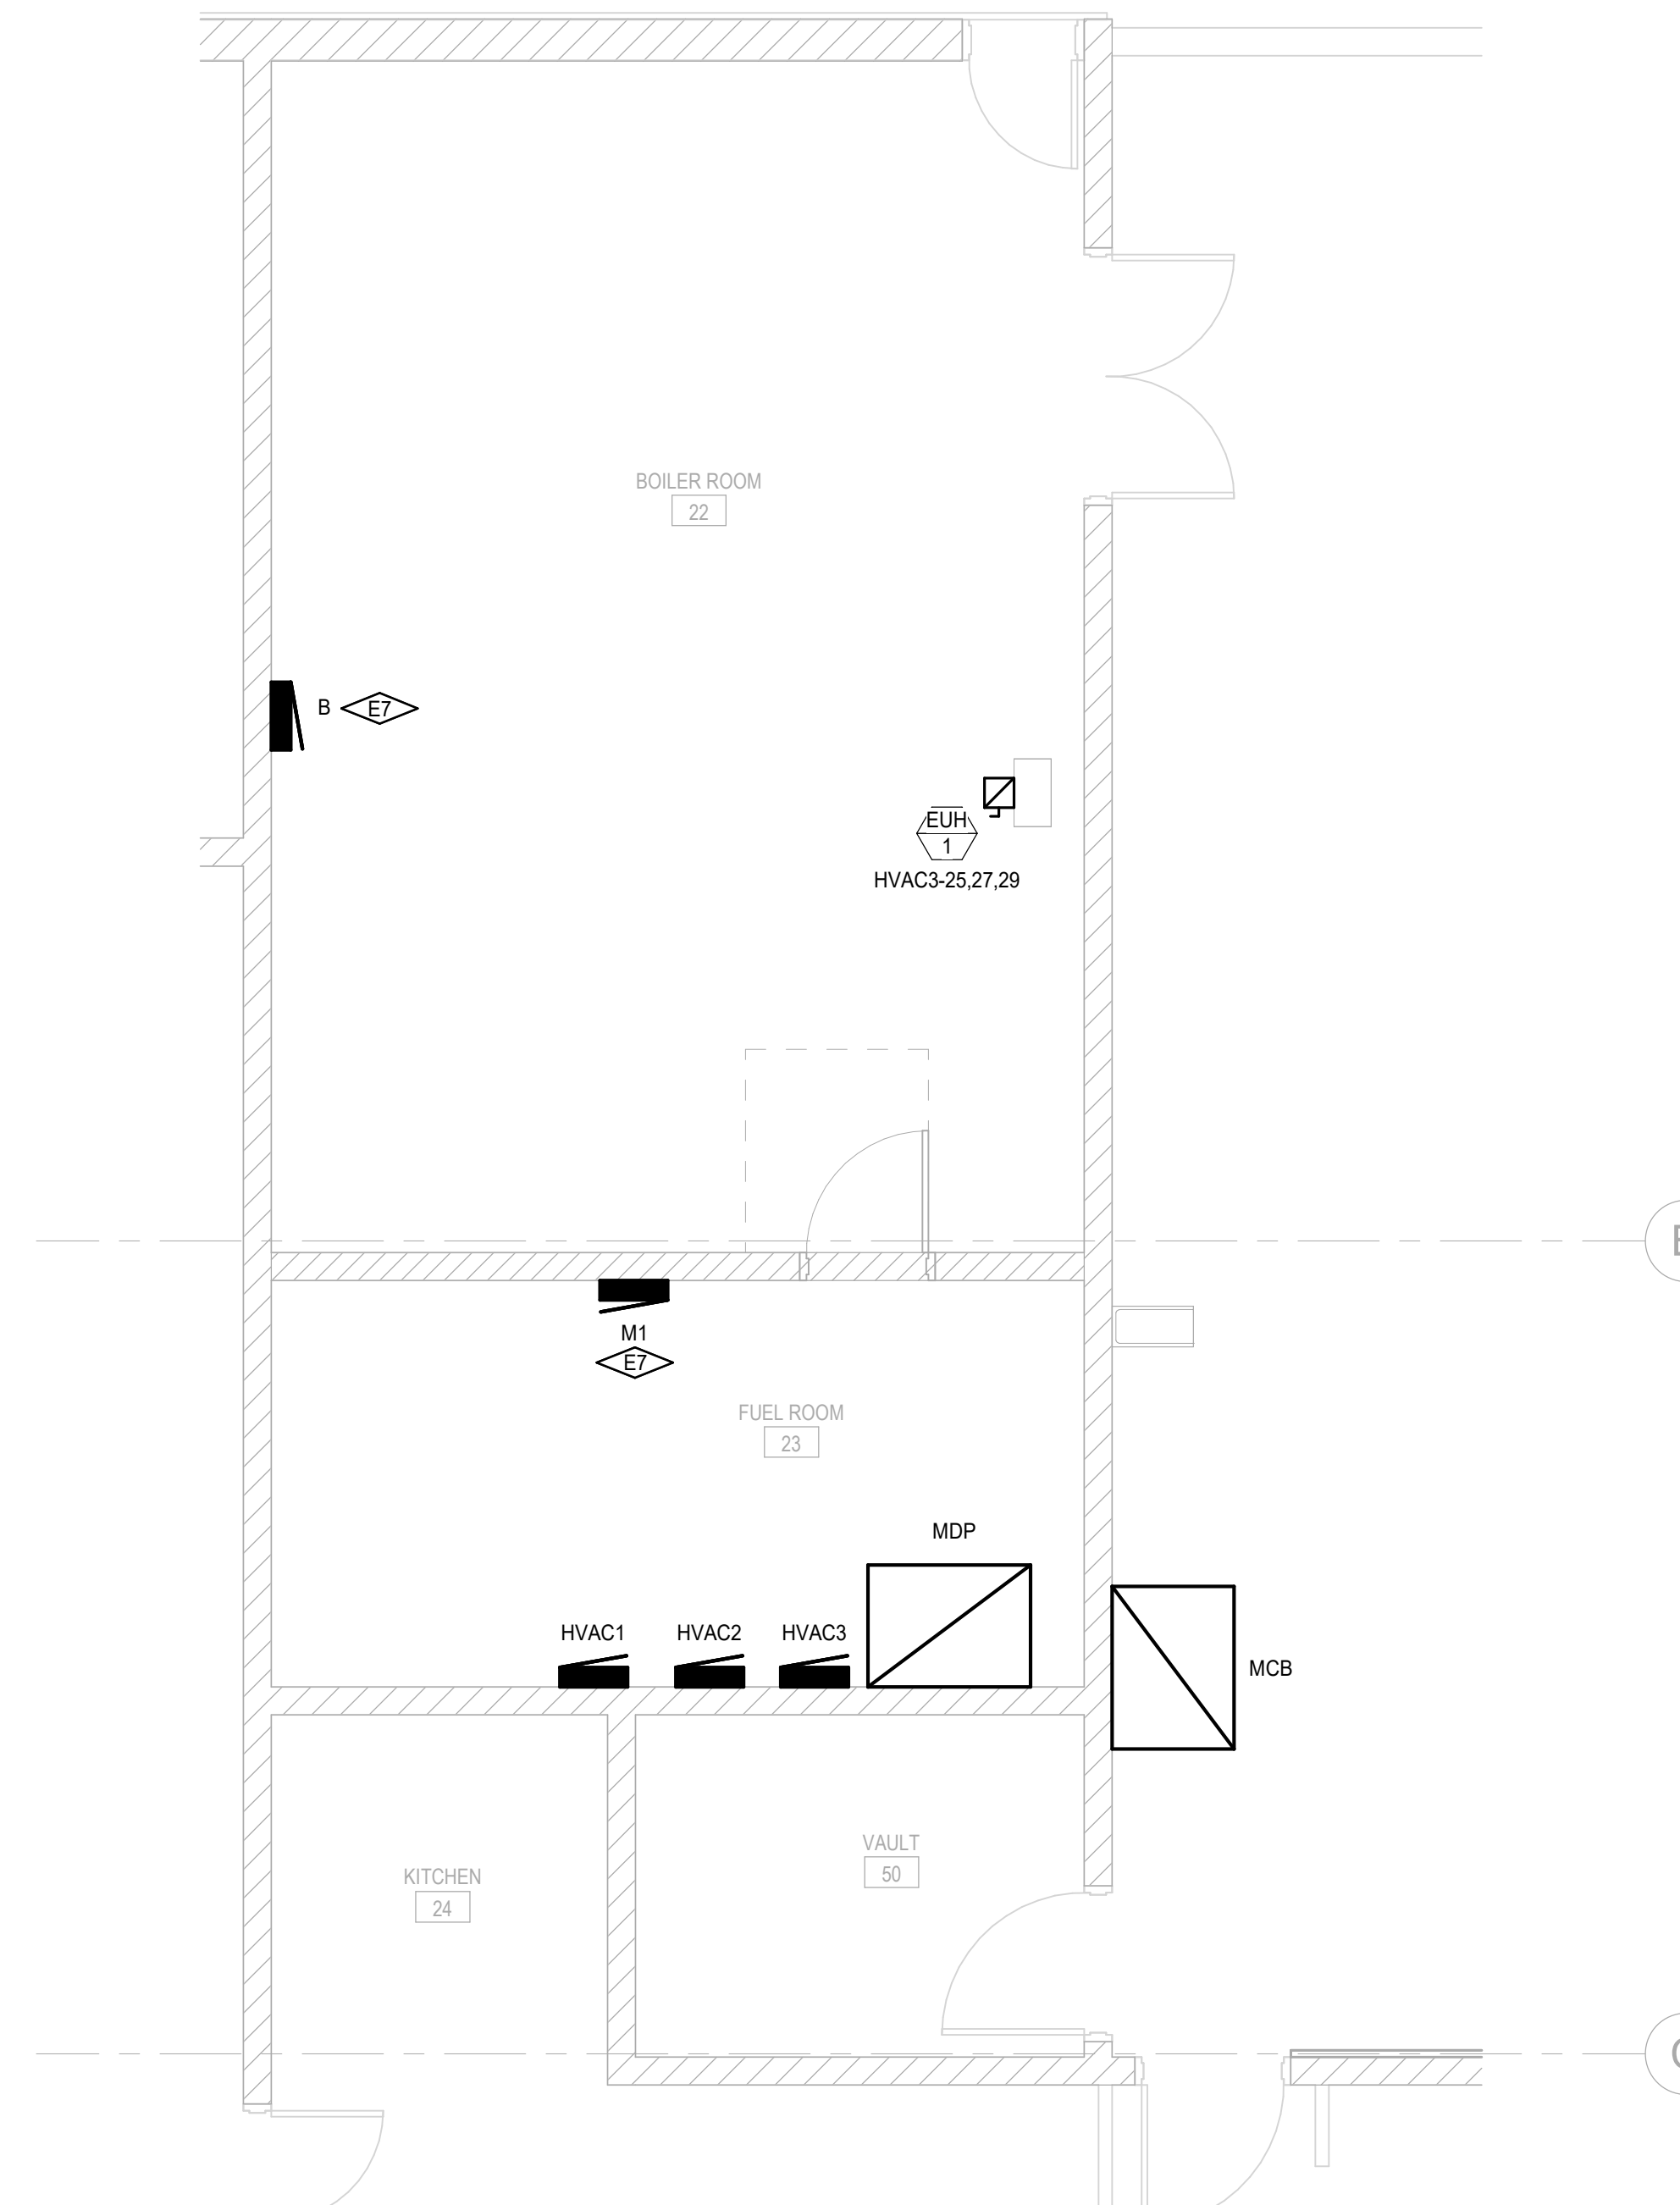 BOILER ROOM
22
B
E7
EUH
1
HVAC3-25,27,29
M1
E7
FUEL ROOM
23
MDP
HVAC1
HVAC2
HVAC3
MCB
VAULT
50
KITCHEN
24